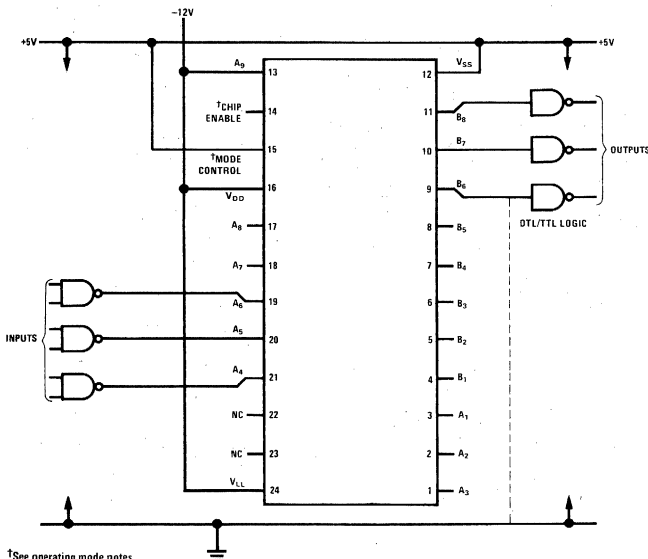 -12V
+5V
+5V
A9
13
12
VSS
†CHIP
ENABLE
14
11
B8
†MODE
CONTROL
15
10
B7
OUTPUTS
VDD
16
9
B6
DTL/TTL LOGIC
A8
17
8
B5
A7
18
7
B4
INPUTS
A6
19
6
B3
A5
20
5
B2
A4
21
4
B1
NC
22
3
A1
NC
23
2
A2
VLL
24
1
A3
†See operating mode notes